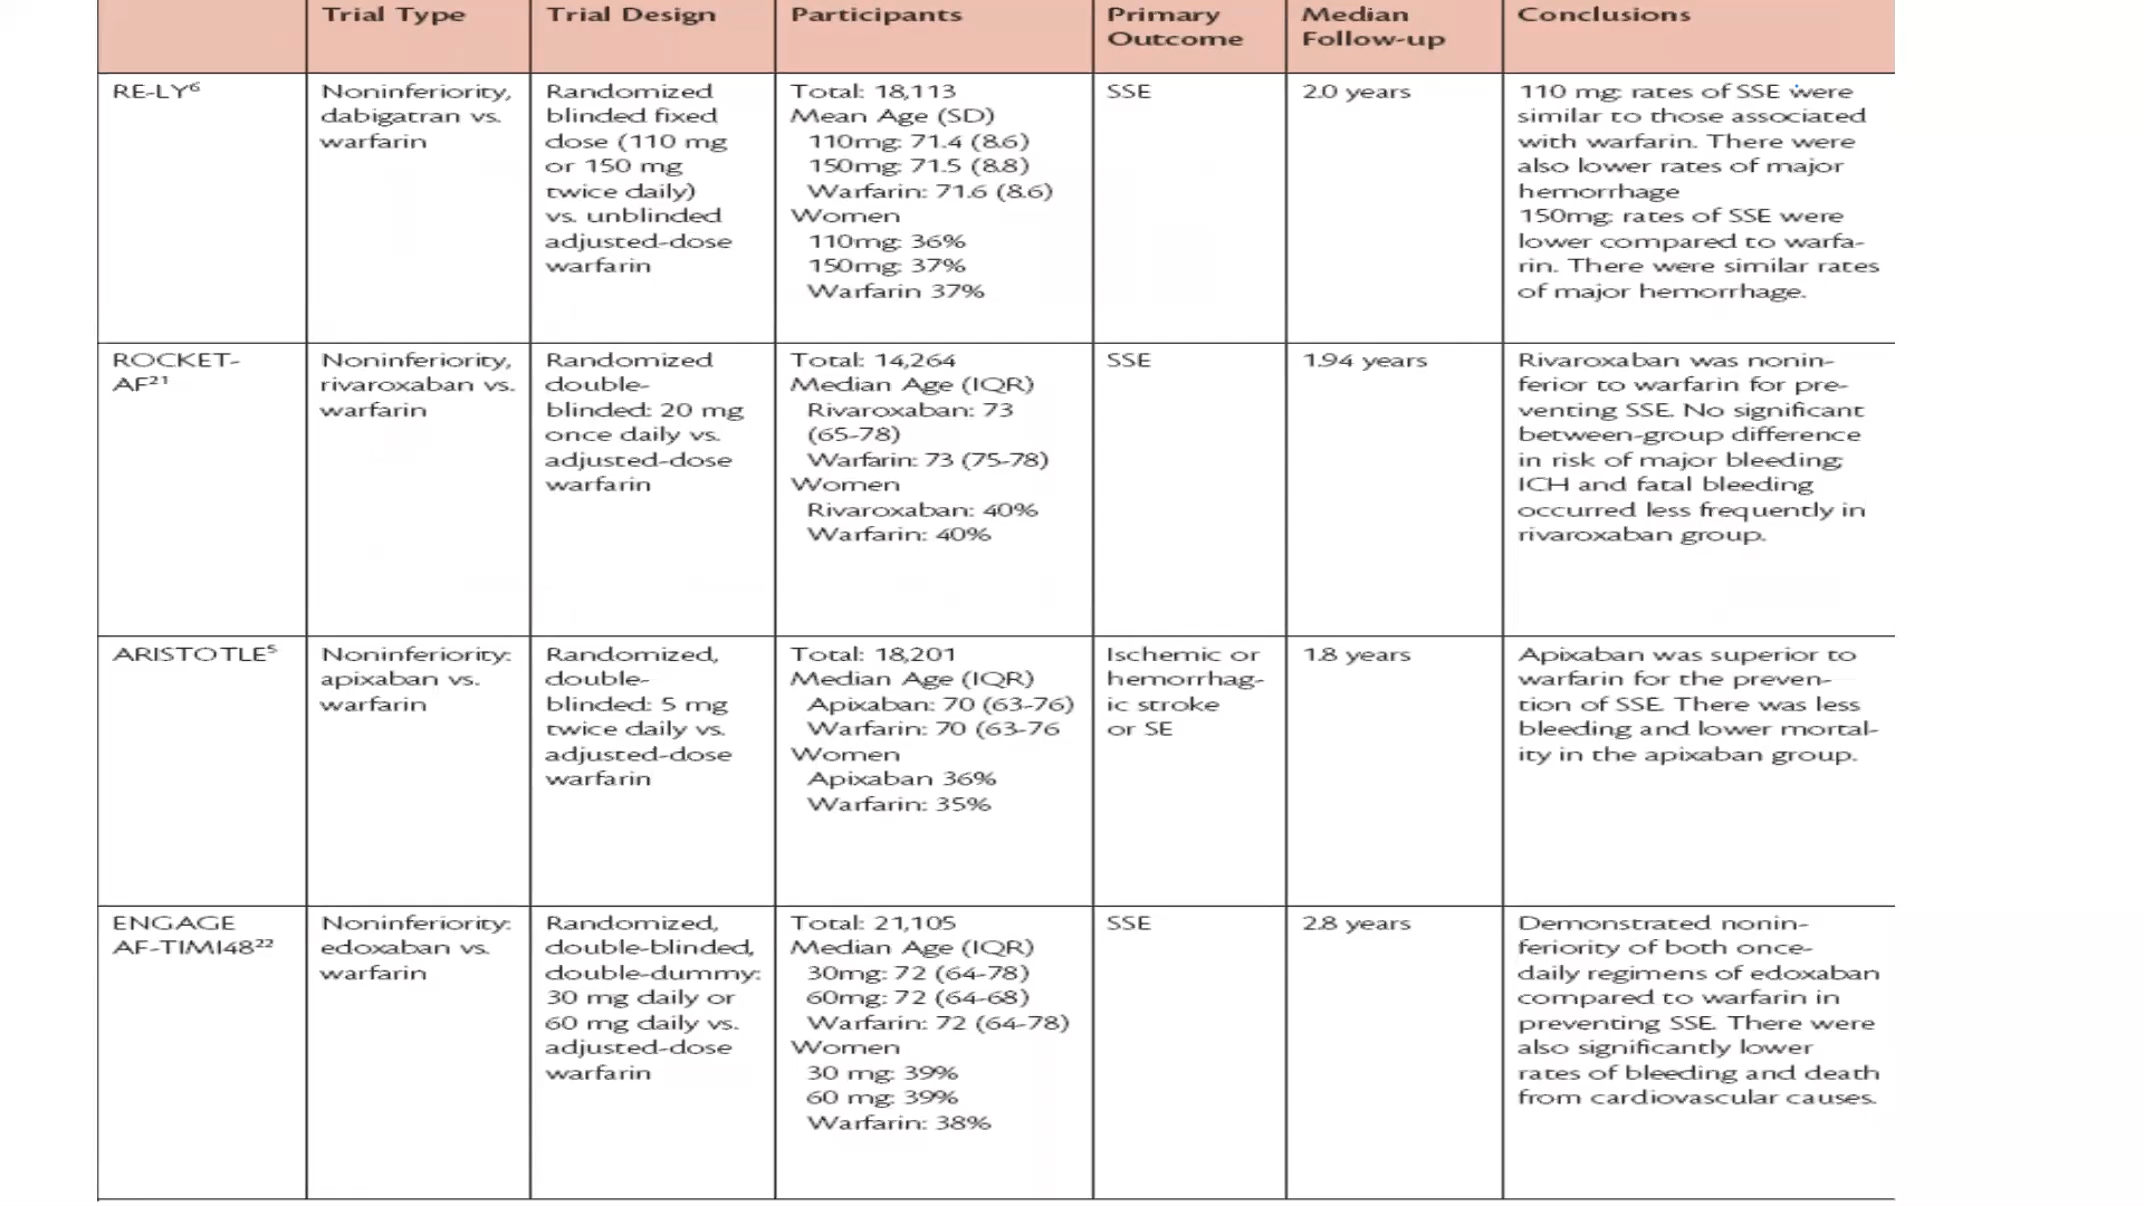 Trial Type
Trial Design
Participants
Primary
Outcome
Median
Follow-up
Conclusions
RE-LY⁶
Noninferiority,
dabigatran vs.
warfarin
Randomized
blinded fixed
dose (110 mg
or 150 mg
twice daily)
vs. unblinded
adjusted-dose
warfarin
Total: 18,113
Mean Age (SD)
110mg: 71.4 (8.6)
150mg: 71.5 (8.8)
Warfarin: 71.6 (8.6)
Women
110mg: 36%
150mg: 37%
Warfarin 37%
SSE
2.0 years
110 mg: rates of SSE were
similar to those associated
with warfarin. There were
also lower rates of major
hemorrhage
150mg: rates of SSE were
lower compared to warfa-
rin. There were similar rates
of major hemorrhage.
ROCKET-
AF²¹
Noninferiority,
rivaroxaban vs.
warfarin
Randomized
double-
blinded: 20 mg
once daily vs.
adjusted-dose
warfarin
Total: 14,264
Median Age (IQR)
Rivaroxaban: 73
(65-78)
Warfarin: 73 (75-78)
Women
Rivaroxaban: 40%
Warfarin: 40%
SSE
1.94 years
Rivaroxaban was nonin-
ferior to warfarin for pre-
venting SSE. No significant
between-group difference
in risk of major bleeding;
ICH and fatal bleeding
occurred less frequently in
rivaroxaban group.
ARISTOTLE⁵
Noninferiority:
apixaban vs.
warfarin
Randomized,
double-
blinded: 5 mg
twice daily vs.
adjusted-dose
warfarin
Total: 18,201
Median Age (IQR)
Apixaban: 70 (63-76)
Warfarin: 70 (63-76
Women
Apixaban 36%
Warfarin: 35%
Ischemic or
hemorrhag-
ic stroke
or SE
1.8 years
Apixaban was superior to
warfarin for the preven-
tion of SSE. There was less
bleeding and lower mortal-
ity in the apixaban group.
ENGAGE
AF-TIMI48²²
Noninferiority:
edoxaban vs.
warfarin
Randomized,
double-blinded,
double-dummy:
30 mg daily or
60 mg daily vs.
adjusted-dose
warfarin
Total: 21,105
Median Age (IQR)
30mg: 72 (64-78)
60mg: 72 (64-68)
Warfarin: 72 (64-78)
Women
30 mg: 39%
60 mg: 39%
Warfarin: 38%
SSE
2.8 years
Demonstrated nonin-
feriority of both once-
daily regimens of edoxaban
compared to warfarin in
preventing SSE. There were
also significantly lower
rates of bleeding and death
from cardiovascular causes.